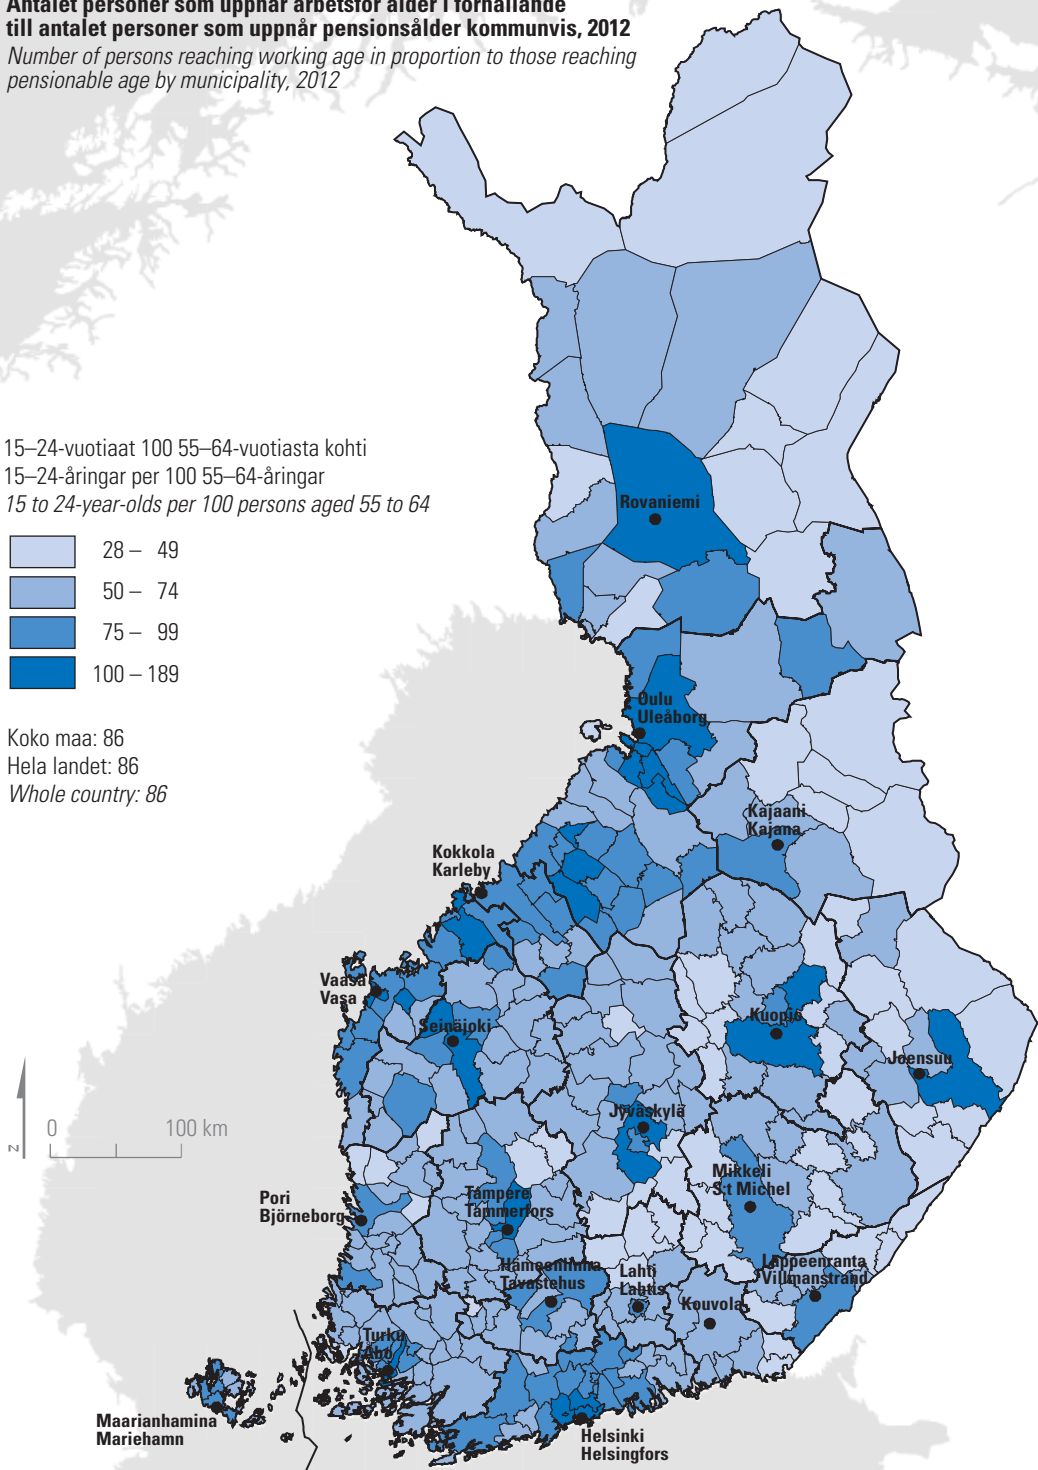 Antalet personer som uppnår arbetsför ålder i förhållande
till antalet personer som uppnår pensionsålder kommunvis, 2012
Number of persons reaching working age in proportion to those reaching
pensionable age by municipality, 2012
15–24-vuotiaat 100 55–64-vuotiasta kohti
15–24-åringar per 100 55–64-åringar
15 to 24-year-olds per 100 persons aged 55 to 64
28 – 49
50 – 74
75 – 99
100 – 189
Koko maa: 86
Hela landet: 86
Whole country: 86
Rovaniemi
Oulu
Uleåborg
Kajaani
Kajana
Kokkola
Karleby
Vaasa
Vasa
Seinäjoki
Kuopio
Joensuu
Jyväskylä
Mikkeli
S:t Michel
Pori
Björneborg
Tampere
Tammerfors
Hämeenlinna
Tavastehus
Lahti
Lahtis
Kouvola
Lappeenranta
Villmanstrand
Turku
Åbo
Maarianhamina
Mariehamn
Helsinki
Helsingfors
0 100 km
N